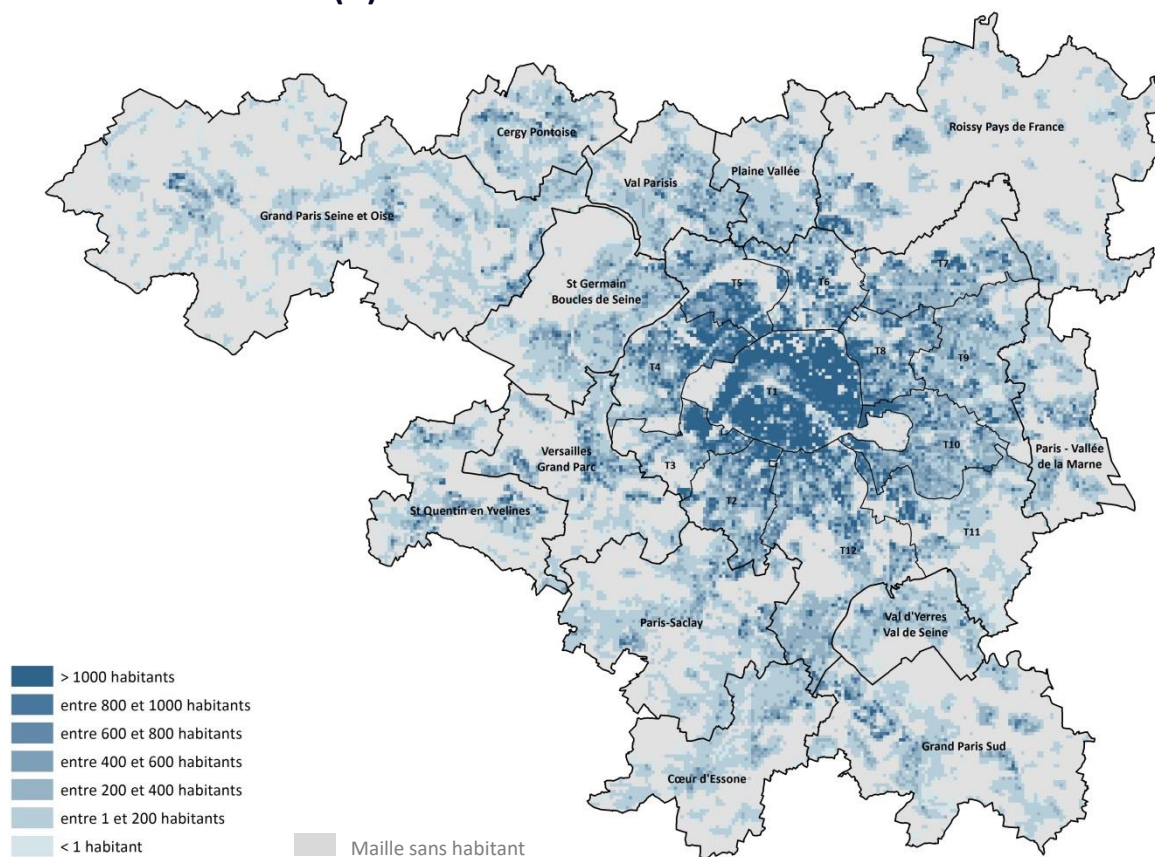 Roissy Pays de France
Cergy Pontoise
Val Parisis
Plaine Vallée
Grand Paris Seine et Oise
St Germain
Boucles de Seine
T5
T6
T7
T8
T9
T4
T1
T10
Paris - Vallée
de la Marne
Versailles
Grand Parc
T3
T2
St Quentin en Yvelines
T11
T12
Val d'Yerres
Val de Seine
Paris-Saclay
Grand Paris Sud
Cœur d'Essone
> 1000 habitants
entre 800 et 1000 habitants
entre 600 et 800 habitants
entre 400 et 600 habitants
entre 200 et 400 habitants
entre 1 et 200 habitants
< 1 habitant
Maille sans habitant